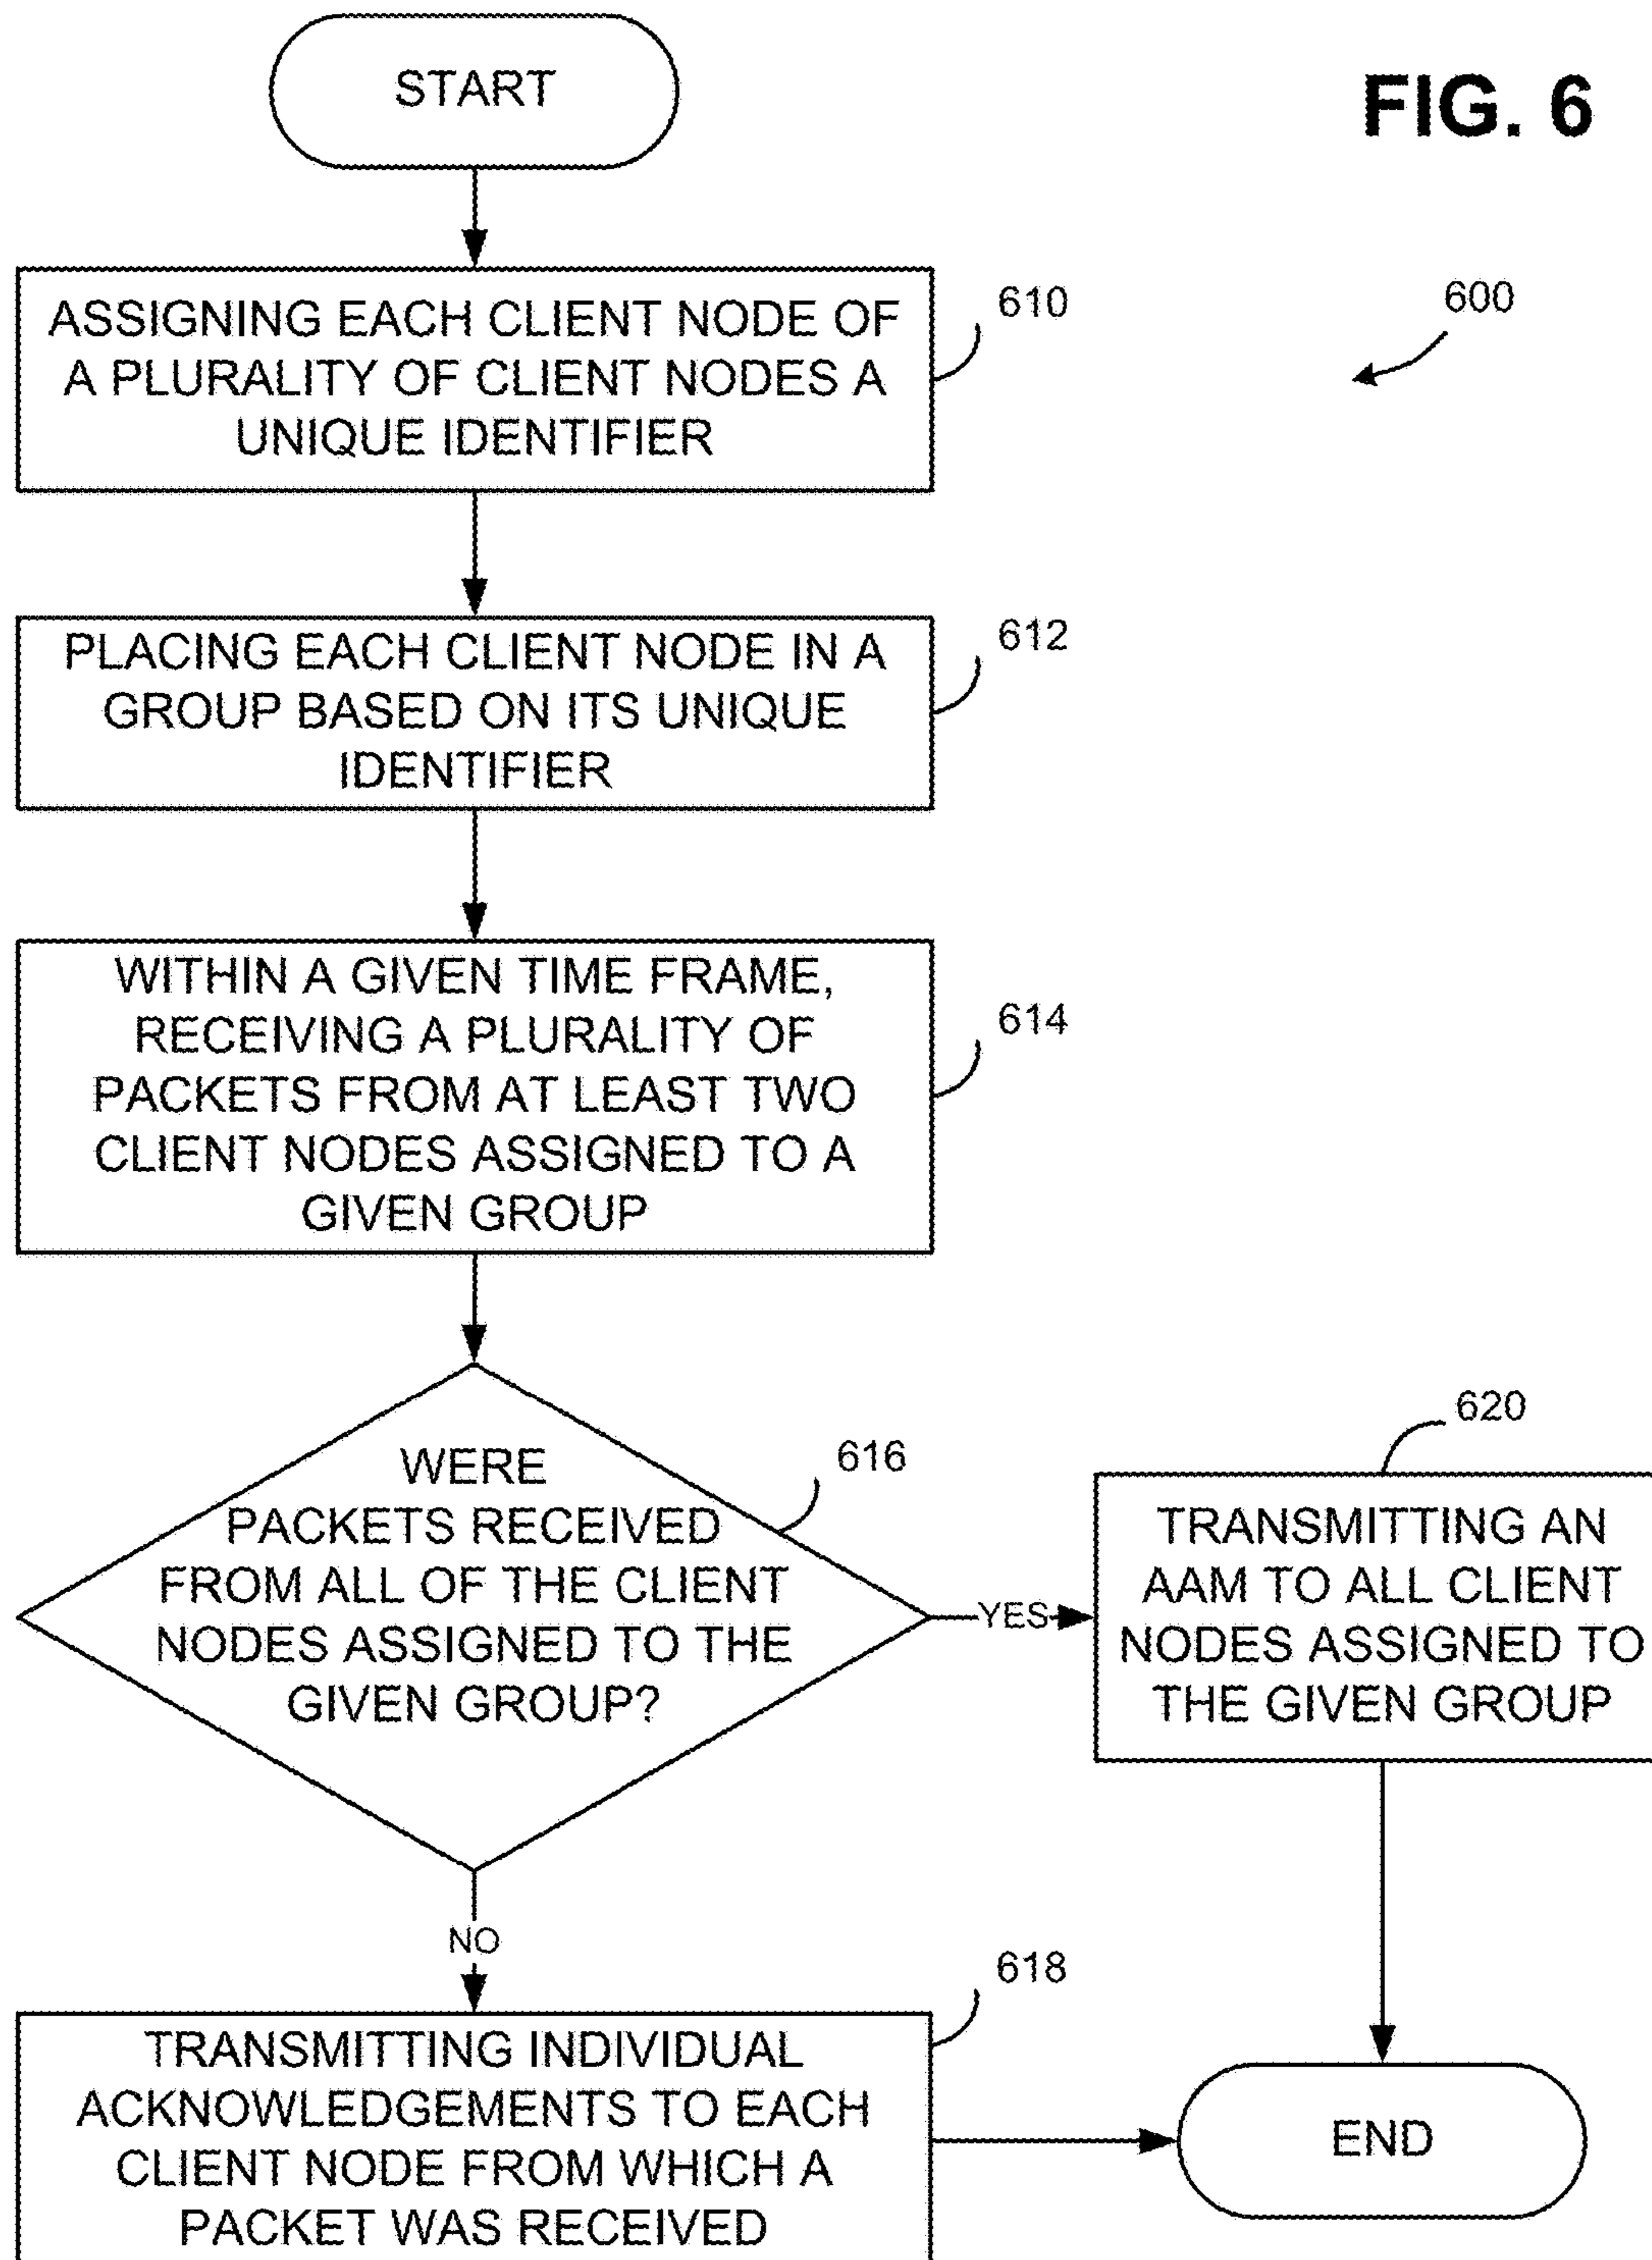 START
FIG. 6
ASSIGNING EACH CLIENT NODE OF
A PLURALITY OF CLIENT NODES A
UNIQUE IDENTIFIER
610
600
PLACING EACH CLIENT NODE IN A
GROUP BASED ON ITS UNIQUE
IDENTIFIER
612
WITHIN A GIVEN TIME FRAME,
RECEIVING A PLURALITY OF
PACKETS FROM AT LEAST TWO
CLIENT NODES ASSIGNED TO A
GIVEN GROUP
614
WERE
PACKETS RECEIVED
FROM ALL OF THE CLIENT
NODES ASSIGNED TO THE
GIVEN GROUP?
616
YES
620
TRANSMITTING AN
AAM TO ALL CLIENT
NODES ASSIGNED TO
THE GIVEN GROUP
NO
618
TRANSMITTING INDIVIDUAL
ACKNOWLEDGEMENTS TO EACH
CLIENT NODE FROM WHICH A
PACKET WAS RECEIVED
END